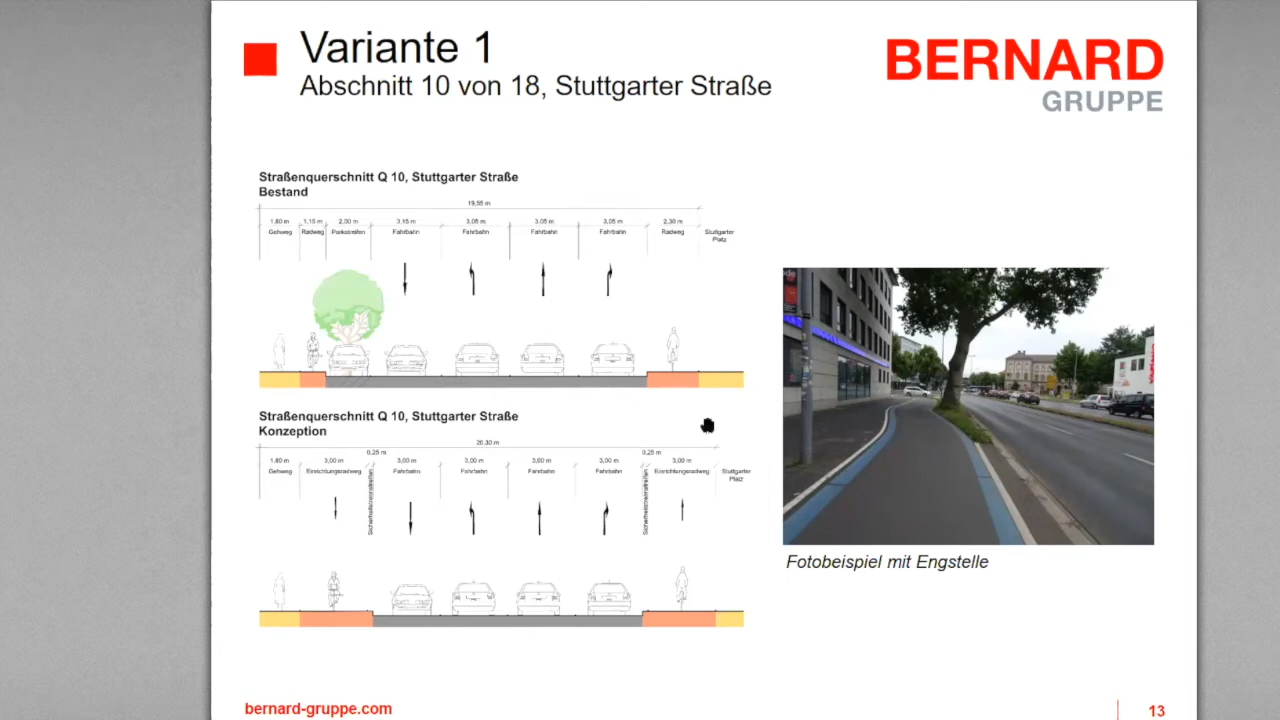 Variante 1
Abschnitt 10 von 18, Stuttgarter Straße
BERNARD
GRUPPE
Straßenquerschnitt Q 10, Stuttgarter Straße
Bestand
19,55 m
1,80 m 1,15 m 2,00 m 3,15 m 3,05 m 3,05 m 3,05 m 2,30 m
Gehweg Radweg Parkstreifen Fahrbahn Fahrbahn Fahrbahn Fahrbahn Radweg Stuttgarter
Platz
Straßenquerschnitt Q 10, Stuttgarter Straße
Konzeption
20,30 m
0,25 m 0,25 m
1,80 m 3,00 m 3,00 m 3,00 m 3,00 m 3,00 m 3,00 m
Gehweg Einrichtungsradweg Fahrbahn Fahrbahn Fahrbahn Fahrbahn Einrichtungsradweg Stuttgarter
Platz
Sicherheitstrennstreifen
Sicherheitstrennstreifen
Fotobeispiel mit Engstelle
bernard-gruppe.com
13